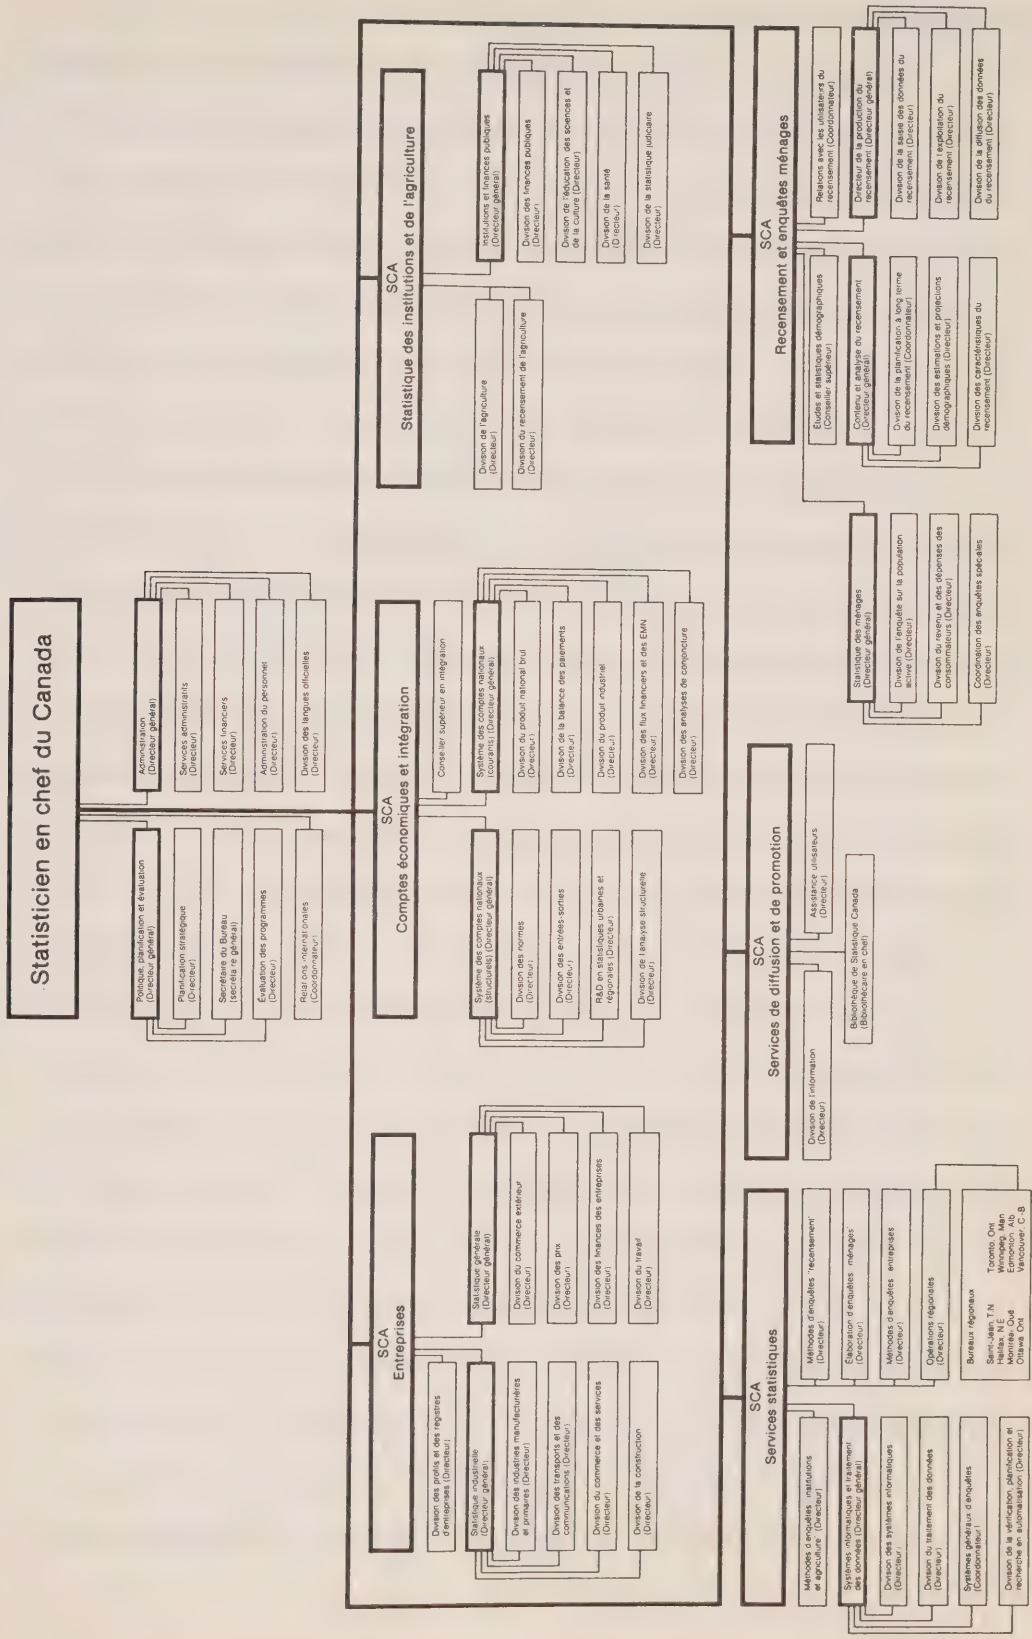 Statisticien en chef du Canada
Politique, planification et évaluation
(Directeur général)
Planification stratégique
(Directeur)
Secrétaire du Bureau
(secrétaire général)
Évaluation des programmes
(Directeur)
Relations internationales
(Coordonnateur)
Administration
(Directeur général)
Services administrants
(Directeur)
Services financiers
(Directeur)
Administration du personnel
(Directeur)
Division des langues officielles
(Directeur)
SCA
Entreprises
Division des profils et des registres
d'entreprises (Directeur)
Statistique industrielle
(Directeur général)
Division des industries manufacturières
et primaires (Directeur)
Division des transports et des
communications (Directeur)
Division du commerce et des services
(Directeur)
Division de la construction
(Directeur)
Statistique générale
(Directeur général)
Division du commerce extérieur
(Directeur)
Division des prix
(Directeur)
Division des finances des entreprises
(Directeur)
Division du travail
(Directeur)
SCA
Comptes économiques et intégration
Conseiller supérieur en intégration
Système des comptes nationaux
(structurels) (Directeur général)
Division des normes
(Directeur)
Division des entrées-sorties
(Directeur)
R&D en statistiques urbaines et
régionales (Directeur)
Division de l'analyse structurelle
(Directeur)
Système des comptes nationaux
(courants) (Directeur général)
Division du produit national brut
(Directeur)
Division de la balance des paiements
(Directeur)
Division du produit industriel
(Directeur)
Division des flux financiers et des EMN
(Directeur)
Division des analyses de conjoncture
(Directeur)
SCA
Statistique des institutions et de l'agriculture
Division de l'agriculture
(Directeur)
Division du recensement de l'agriculture
(Directeur)
Institutions et finances publiques
(Directeur général)
Division des finances publiques
(Directeur)
Division de l'éducation des sciences et
de la culture (Directeur)
Division de la santé
(Directeur)
Division de la statistique judiciaire
(Directeur)
SCA
Services statistiques
Méthodes d'enquêtes institutions
et agriculture (Directeur)
Systèmes informatiques et traitement
des données (Directeur général)
Division des systèmes informatiques
(Directeur)
Division du traitement des données
(Directeur)
Systèmes généraux d'enquêtes
(Coordonnateur)
Division de la vérification, planification et
recherche en automatisation (Directeur)
Méthodes d'enquêtes "recensement"
(Directeur)
Élaboration d'enquêtes "ménages"
(Directeur)
Méthodes d'enquêtes entreprises
(Directeur)
Opérations régionales
(Directeur)
Bureaux régionaux
Saint-Jean, T.N Toronto, Ont
Halifax, N E Winnipeg, Man
Montréal, Qué Edmonton, Alb
Ottawa, Ont Vancouver, C.-B
SCA
Services de diffusion et de promotion
Division de l'information
(Directeur)
Assistance utilisateurs
(Directeur)
Bibliothèque de Statistique Canada
(Bibliothécaire en chef)
SCA
Recensement et enquêtes ménages
Statistique des ménages
(Directeur général)
Division de l'enquête sur la population
active (Directeur)
Division du revenu et des dépenses des
consommateurs (Directeur)
Coordination des enquêtes spéciales
(Directeur)
Études et statistiques démographiques
(Conseiller supérieur)
Contenu et analyse du recensement
(Directeur général)
Division de la planification à long terme
du recensement (Coordonnateur)
Division des estimations et projections
démographiques (Directeur)
Division des caractéristiques du
recensement (Directeur)
Relations avec les utilisateurs du
recensement (Coordonnateur)
Directeur de la production du
recensement (Directeur général)
Division de la saisie des données du
recensement (Directeur)
Division de l'exploitation du
recensement (Directeur)
Division de la diffusion des données
du recensement (Directeur)